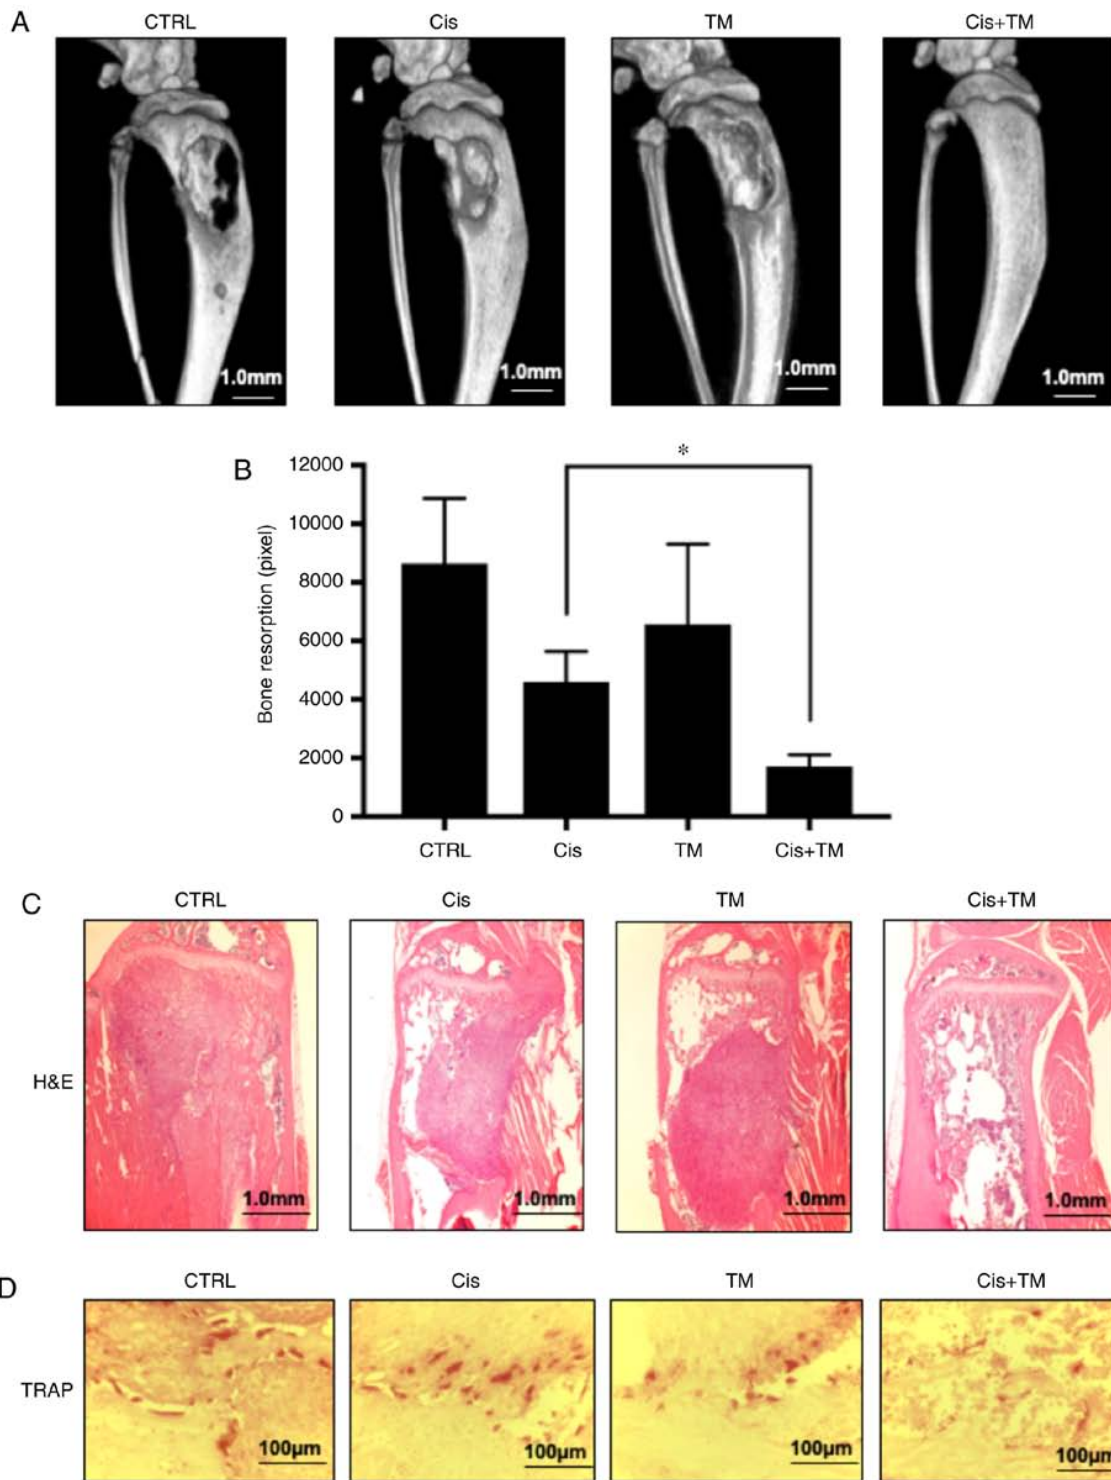 A
CTRL Cis TM Cis+TM
1.0mm 1.0mm 1.0mm 1.0mm
B
*
Bone resorption (pixel)
12000
10000
8000
6000
4000
2000
0
CTRL Cis TM Cis+TM
C
CTRL Cis TM Cis+TM
H&E
1.0mm 1.0mm 1.0mm 1.0mm
D
CTRL Cis TM Cis+TM
TRAP
100µm 100µm 100µm 100µm